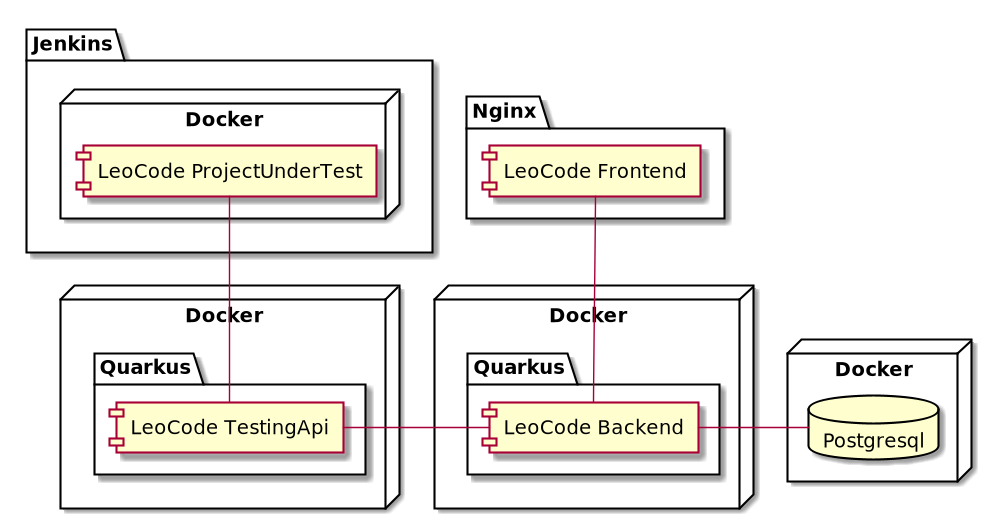 Jenkins
Docker
LeoCode ProjectUnderTest
Nginx
LeoCode Frontend
Docker
Quarkus
LeoCode TestingApi
Docker
Quarkus
LeoCode Backend
Docker
Postgresql